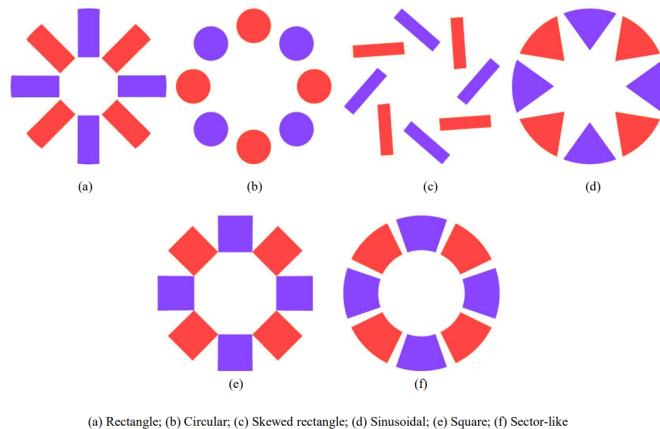 (a)
(b)
(c)
(d)
(e)
(f)
(a) Rectangle; (b) Circular; (c) Skewed rectangle; (d) Sinusoidal; (e) Square; (f) Sector-like